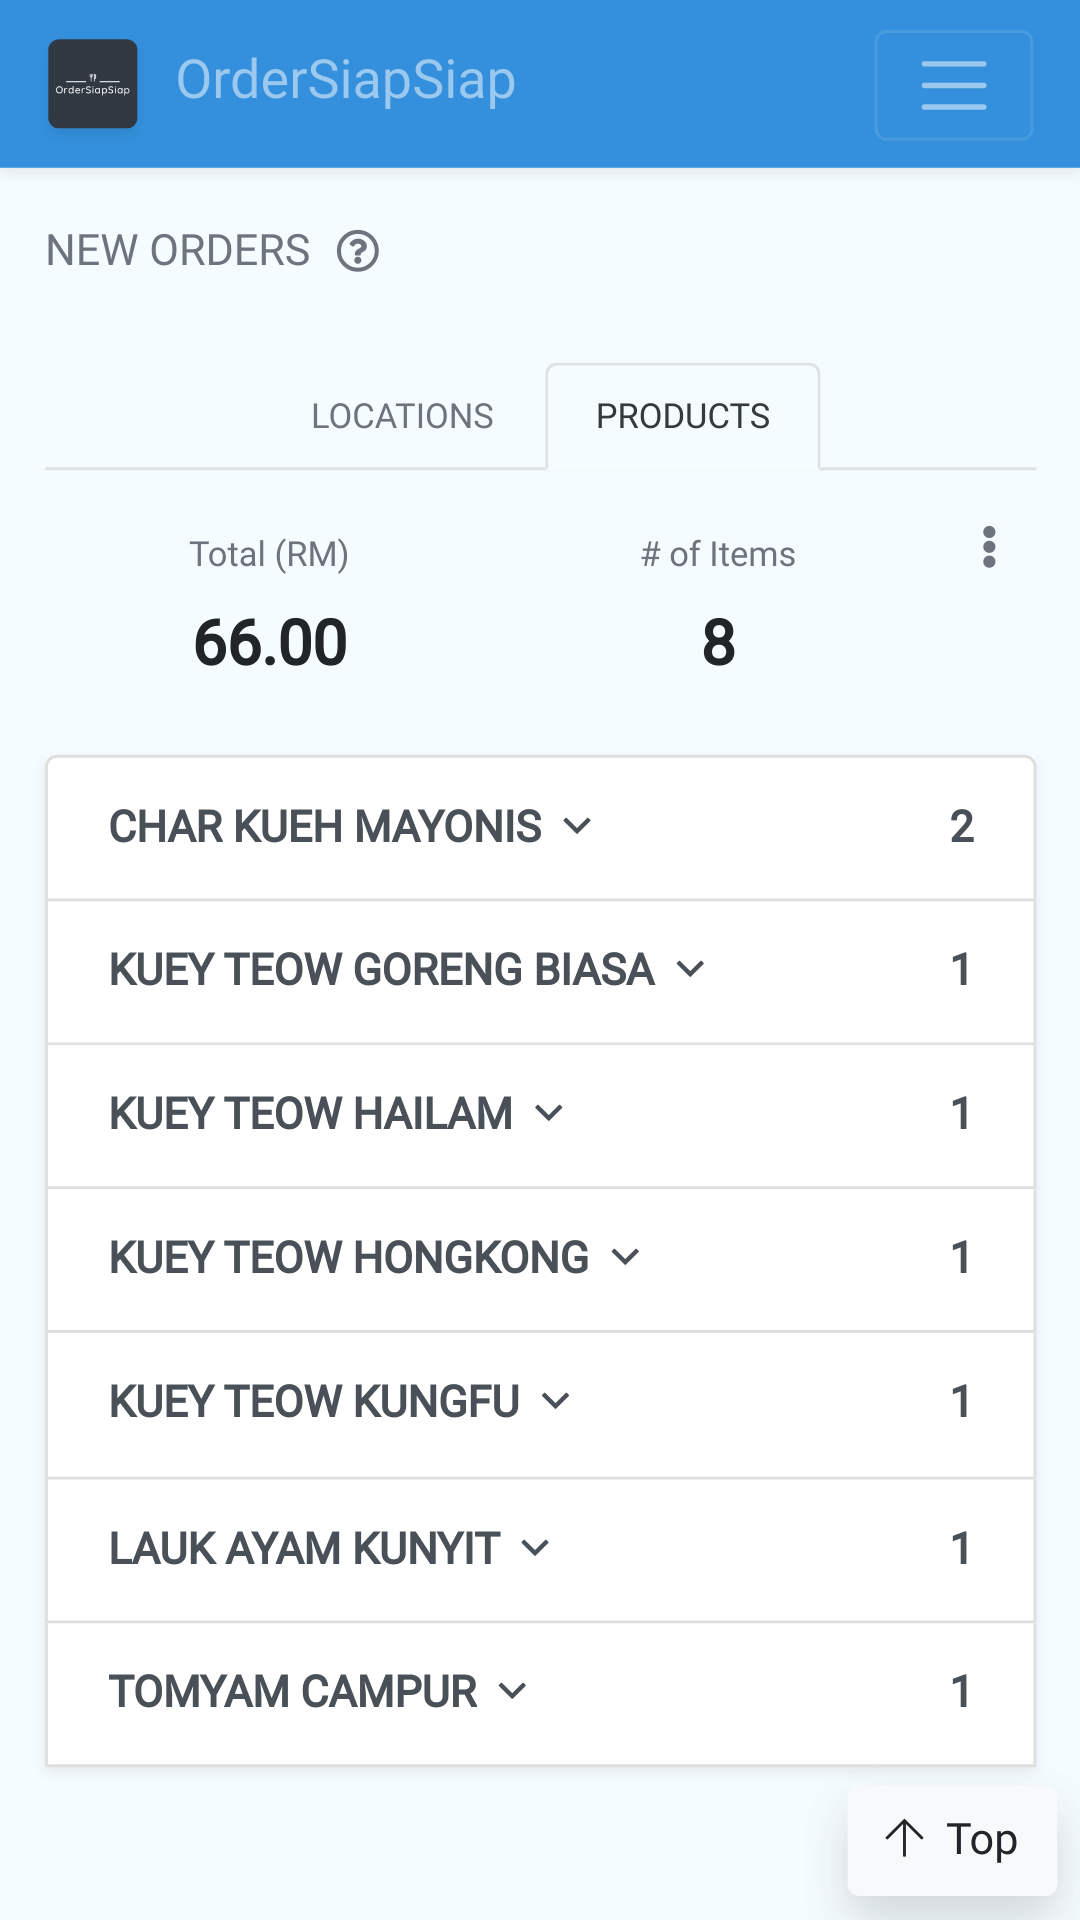 OrderSiapSiap
OrderSiapSiap
NEW ORDERS ?
LOCATIONS PRODUCTS
Total (RM) # of Items
66.00 8
CHAR KUEH MAYONIS 2
KUEY TEOW GORENG BIASA 1
KUEY TEOW HAILAM 1
KUEY TEOW HONGKONG 1
KUEY TEOW KUNGFU 1
LAUK AYAM KUNYIT 1
TOMYAM CAMPUR 1
Top